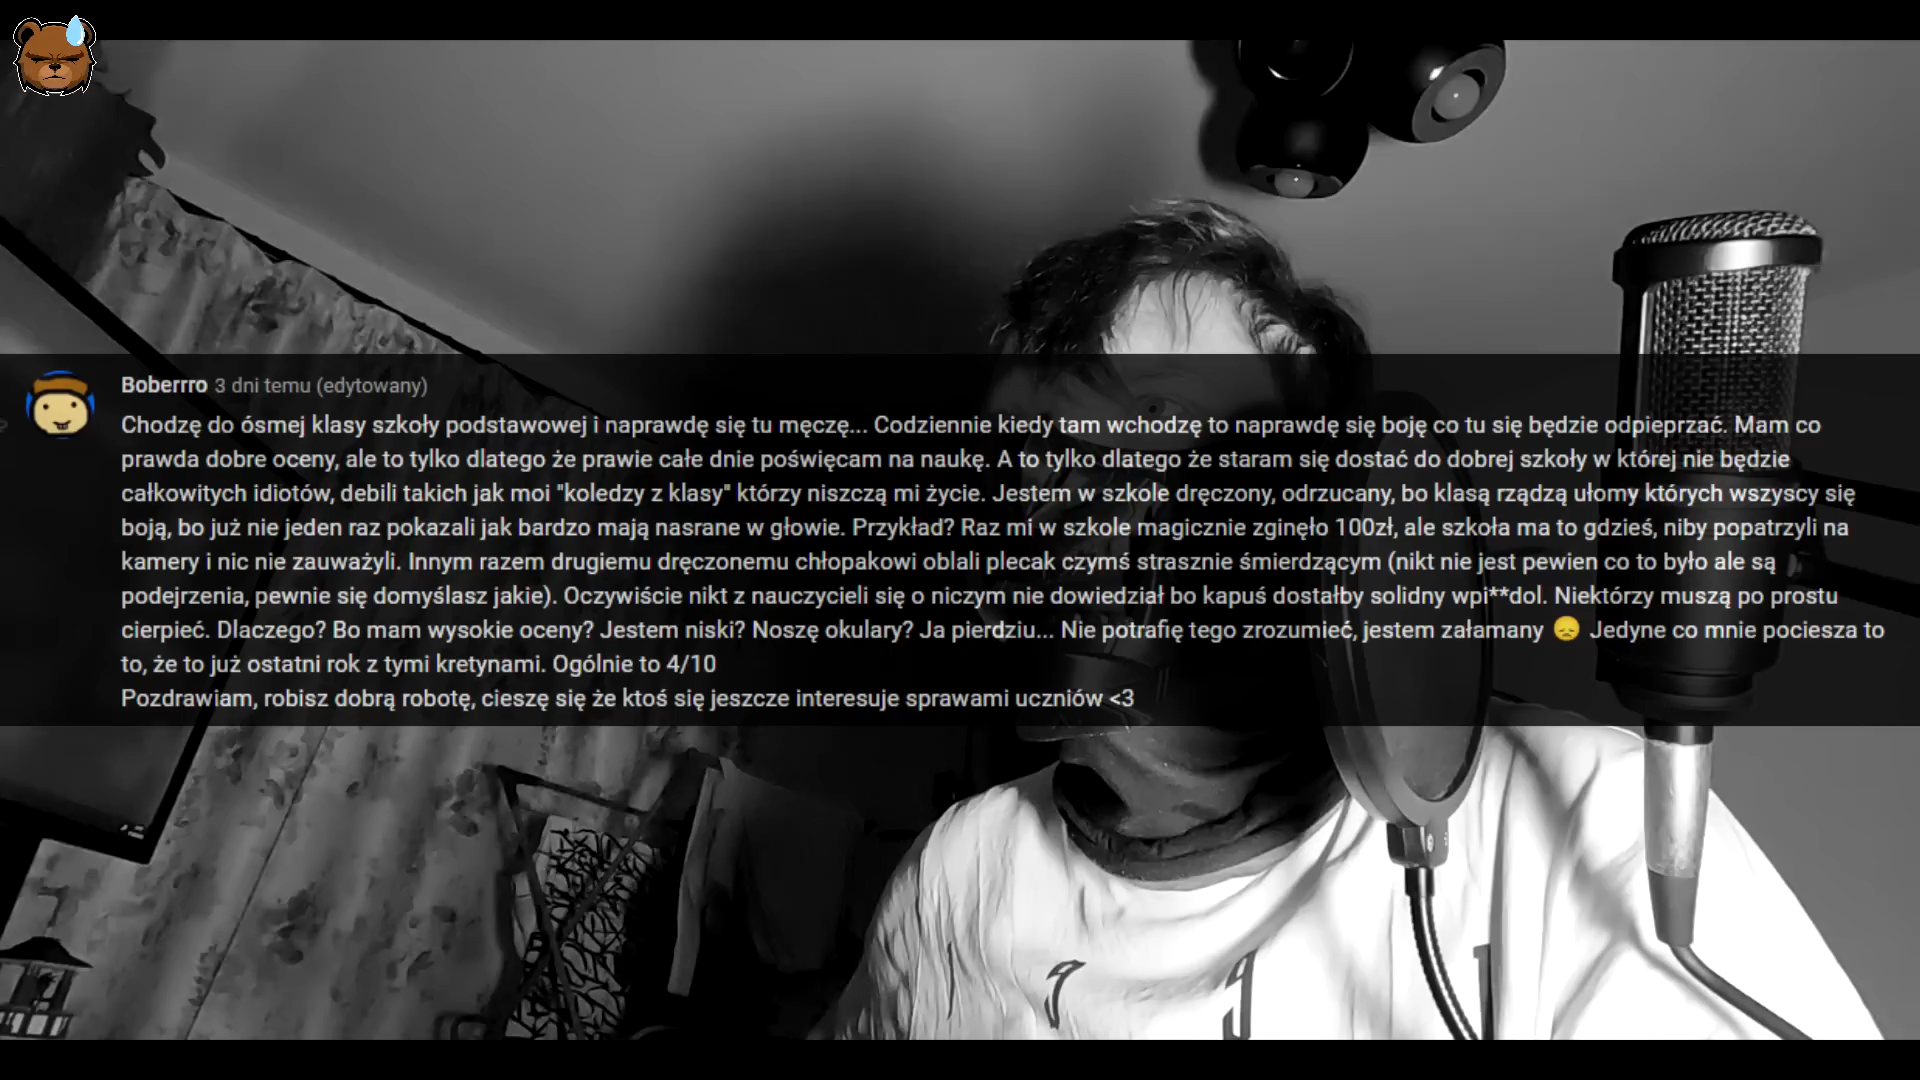 Boberrro 3 dni temu (edytowany)
Chodzę do ósmej klasy szkoły podstawowej i naprawdę się tu męczę... Codziennie kiedy tam wchodzę to naprawdę się boję co tu się będzie odpieprzać. Mam co
prawda dobre oceny, ale to tylko dlatego że prawie całe dnie poświęcam na naukę. A to tylko dlatego że staram się dostać do dobrej szkoły w której nie będzie
całkowitych idiotów, debili takich jak moi "koledzy z klasy" którzy niszczą mi życie. Jestem w szkole dręczony, odrzucany, bo klasą rządzą ułomy których wszyscy się
boją, bo już nie jeden raz pokazali jak bardzo mają nasrane w głowie. Przykład? Raz mi w szkole magicznie zginęło 100zł, ale szkoła ma to gdzieś, niby popatrzyli na
kamery i nic nie zauważyli. Innym razem drugiemu dręczonemu chłopakowi oblali plecak czymś strasznie śmierdzącym (nikt nie jest pewien co to było ale są
podejrzenia, pewnie się domyślasz jakie). Oczywiście nikt z nauczycieli się o niczym nie dowiedział bo kapuś dostałby solidny wpi**dol. Niektórzy muszą po prostu
cierpieć. Dlaczego? Bo mam wysokie oceny? Jestem niski? Noszę okulary? Ja pierdziu... Nie potrafię tego zrozumieć, jestem załamany 😞 Jedyne co mnie pociesza to
to, że to już ostatni rok z tymi kretynami. Ogólnie to 4/10
Pozdrawiam, robisz dobrą robotę, cieszę się że ktoś się jeszcze interesuje sprawami uczniów <3